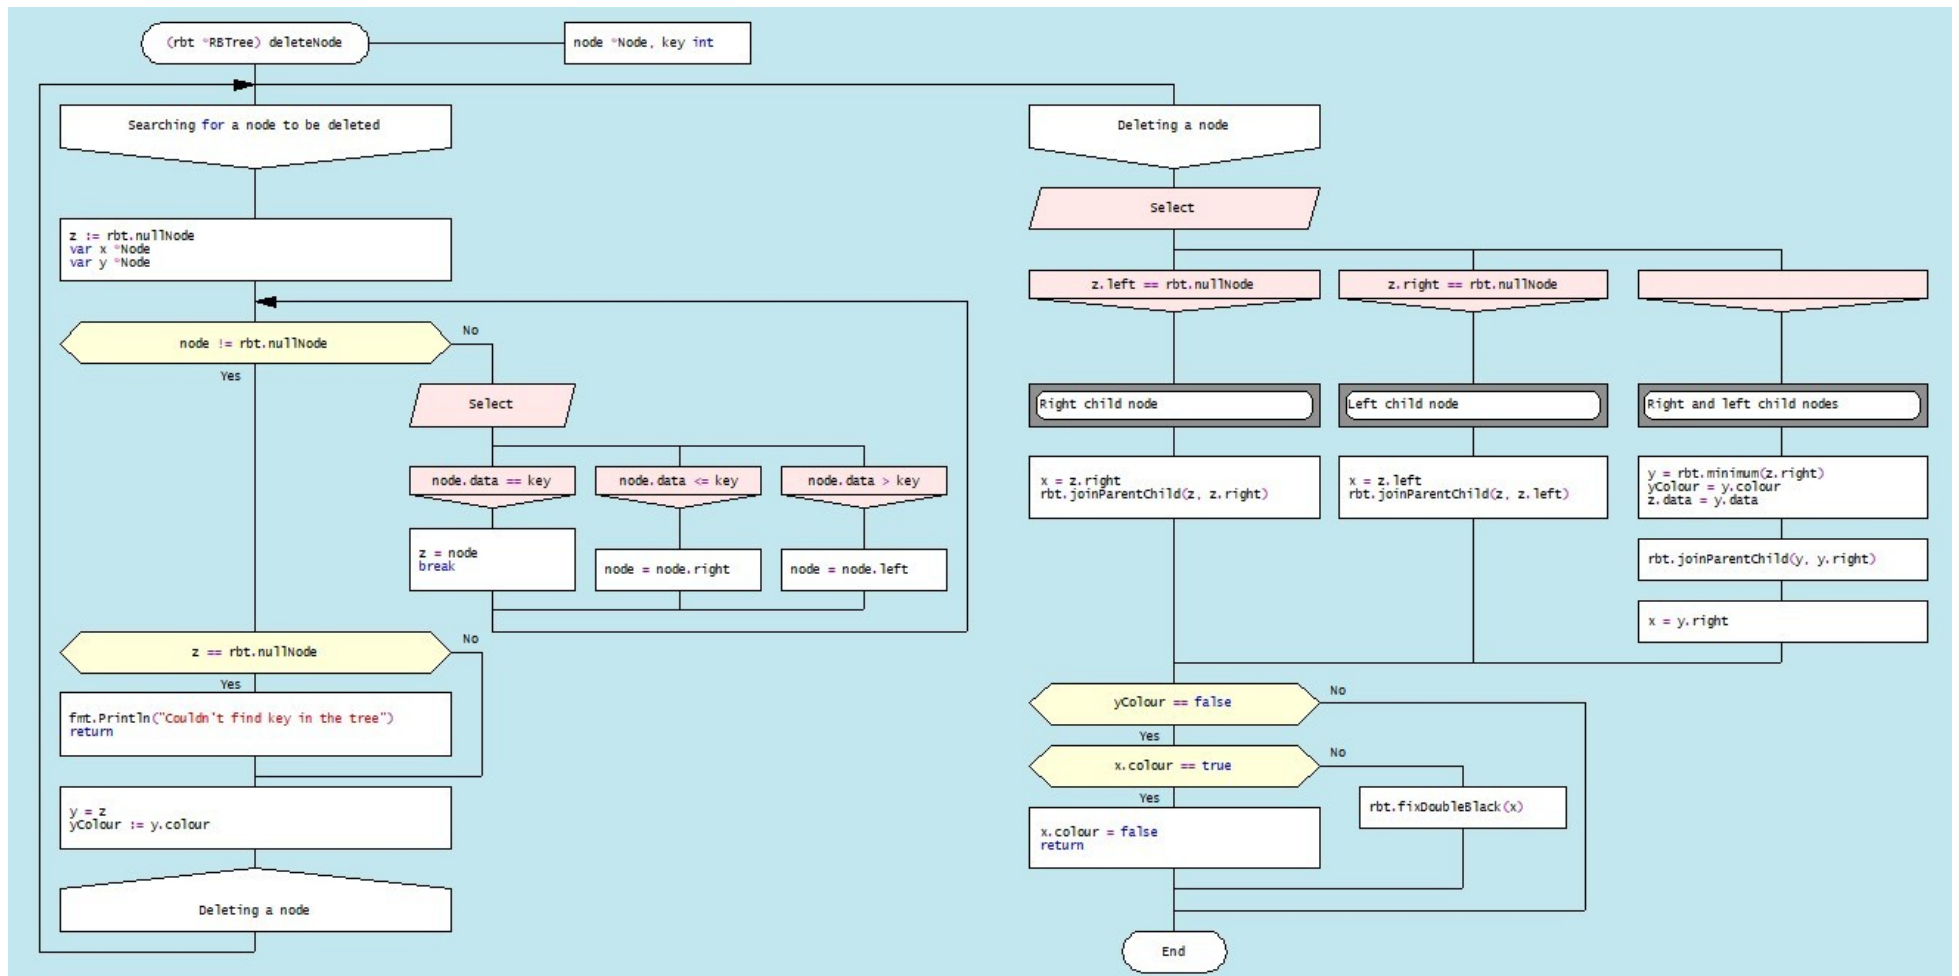 (rbt *RBTree) deleteNode
node *Node, key int
Searching for a node to be deleted
z := rbt.nullNode
var x *Node
var y *Node
node != rbt.nullNode
No
Yes
Select
node.data == key
node.data <= key
node.data > key
z = node
break
node = node.right
node = node.left
z == rbt.nullNode
No
Yes
fmt.Println("Couldn't find key in the tree")
return
y = z
yColour := y.colour
Deleting a node
Deleting a node
Select
z.left == rbt.nullNode
z.right == rbt.nullNode
Right child node
Left child node
Right and left child nodes
x = z.right
rbt.joinParentChild(z, z.right)
x = z.left
rbt.joinParentChild(z, z.left)
y = rbt.minimum(z.right)
yColour = y.colour
z.data = y.data
rbt.joinParentChild(y, y.right)
x = y.right
yColour == false
No
Yes
x.colour == true
No
Yes
rbt.fixDoubleBlack(x)
x.colour = false
return
End